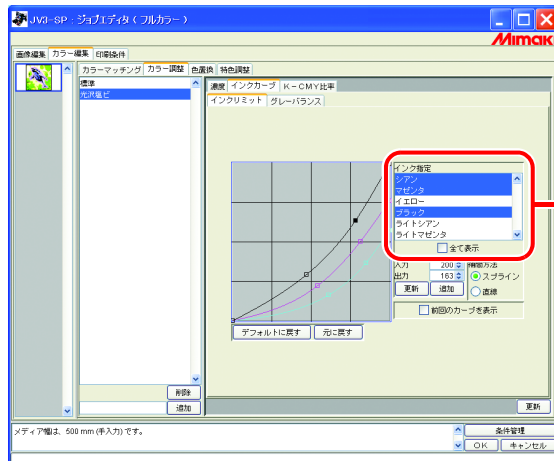 JV3-SP : ジョブエディタ ( フルカラー )
Mimaki
画像編集 カラー編集 印刷条件
カラーマッチング カラー調整 色置換 特色調整
標準
光沢塩ビ
濃度 インクカーブ K-CMY比率
インクリミット グレーバランス
インク指定
シアン
マゼンタ
イエロー
ブラック
ライトシアン
ライトマゼンタ
全て表示
入力 200 補間方法
出力 163 スプライン
更新 追加 直線
前回のカーブを表示
デフォルトに戻す 元に戻す
削除
追加
更新
メディア幅は、500 mm (手入力) です。
条件管理
OK キャンセル